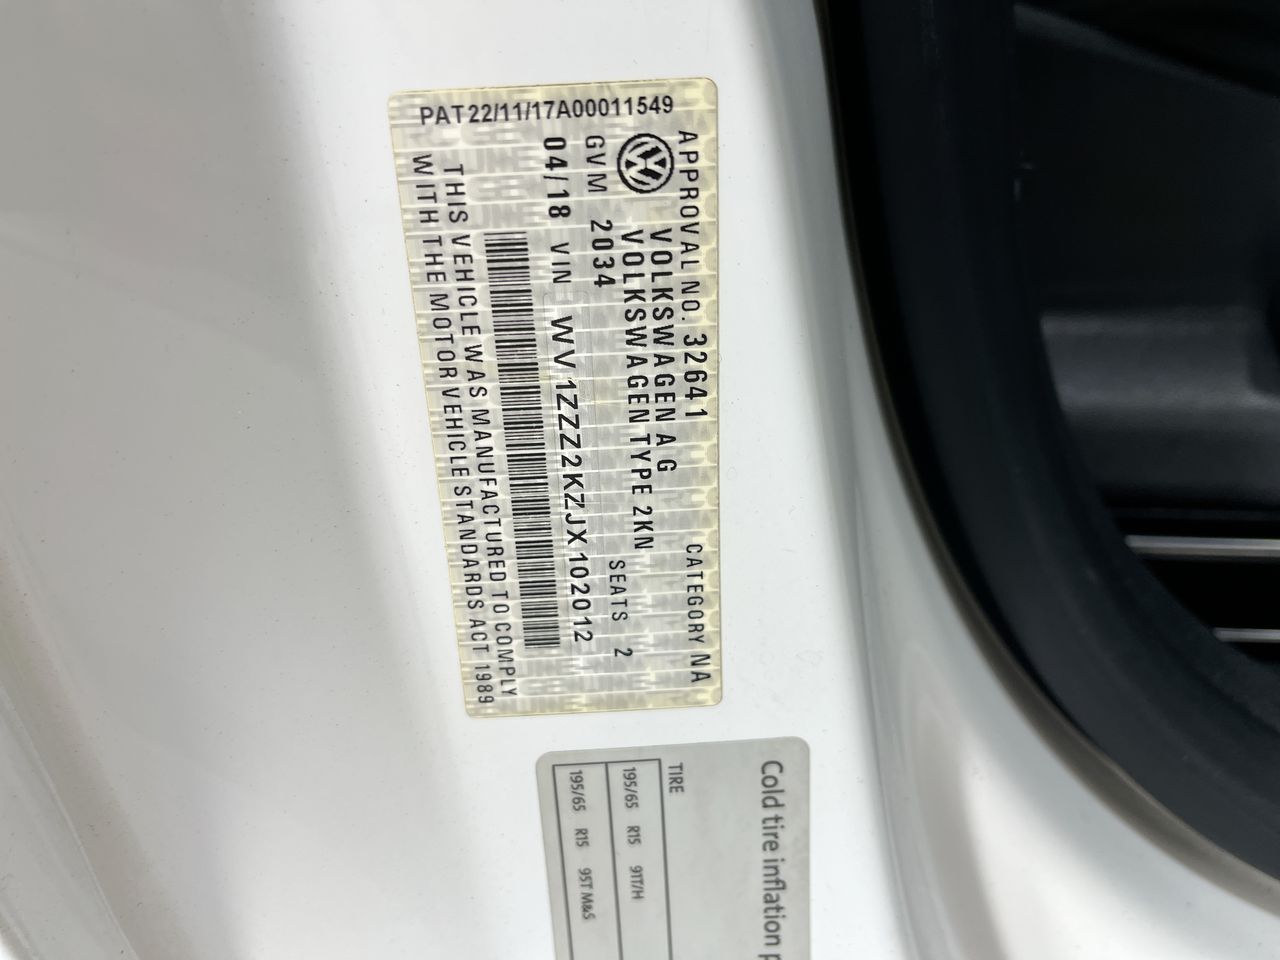 PAT22/11/17A00011549
APPROVAL NO. 32641 CATEGORY NA
VOLKSWAGEN AG
VOLKSWAGEN TYPE 2KN
GVM 2034 SEATS 2
04/18 VIN WV1ZZZ2KZJX102012
THIS VEHICLE WAS MANUFACTURED TO COMPLY
WITH THE MOTOR VEHICLE STANDARDS ACT 1989
Cold tire inflation
TIRE
195/65 R15 91T/H
195/65 R15 95T M&S